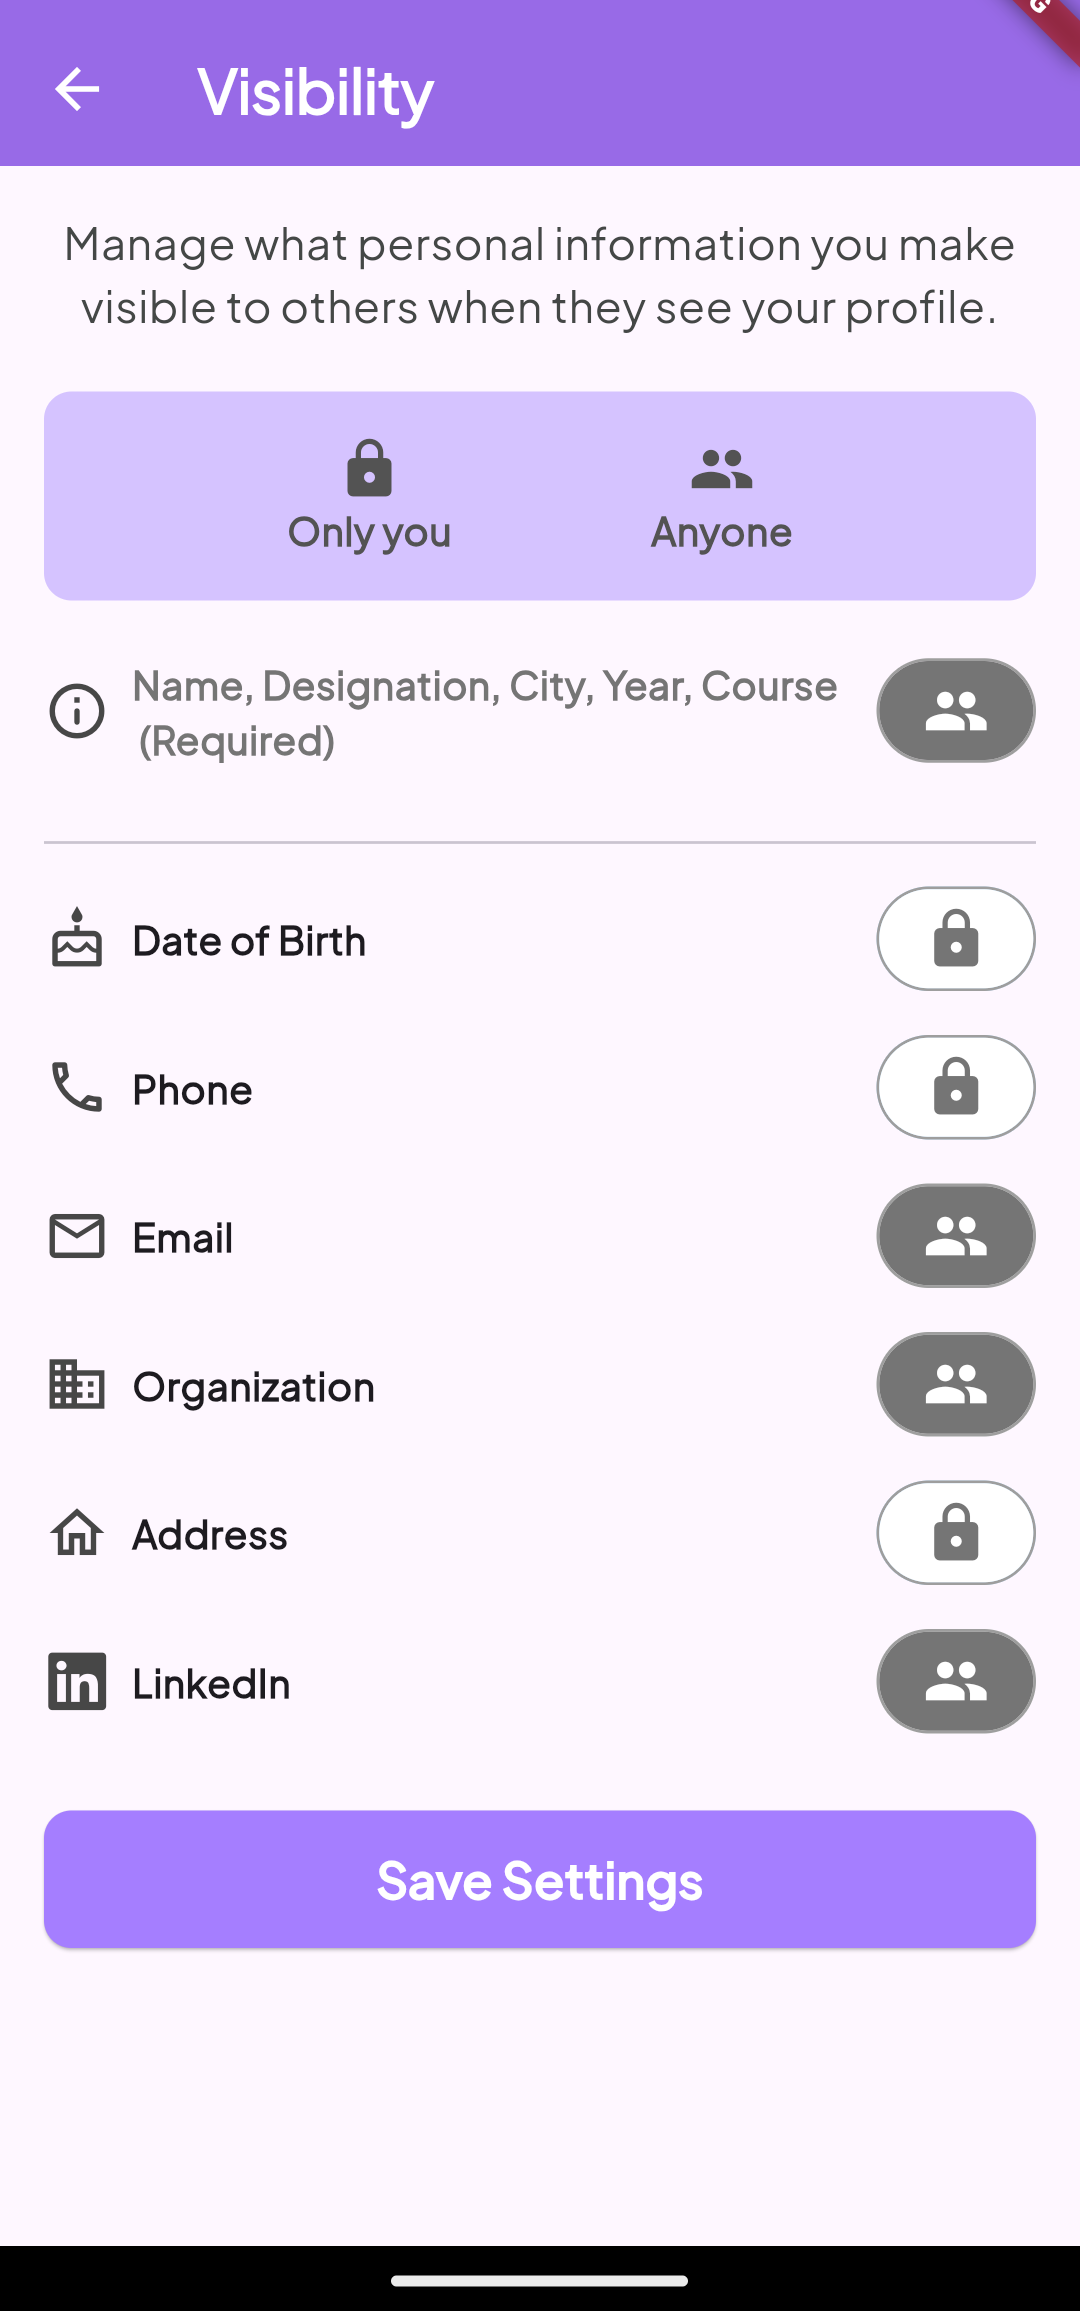 Visibility
Manage what personal information you make
visible to others when they see your profile.
Only you
Anyone
Name, Designation, City, Year, Course
(Required)
Date of Birth
Phone
Email
Organization
Address
in
LinkedIn
Save Settings